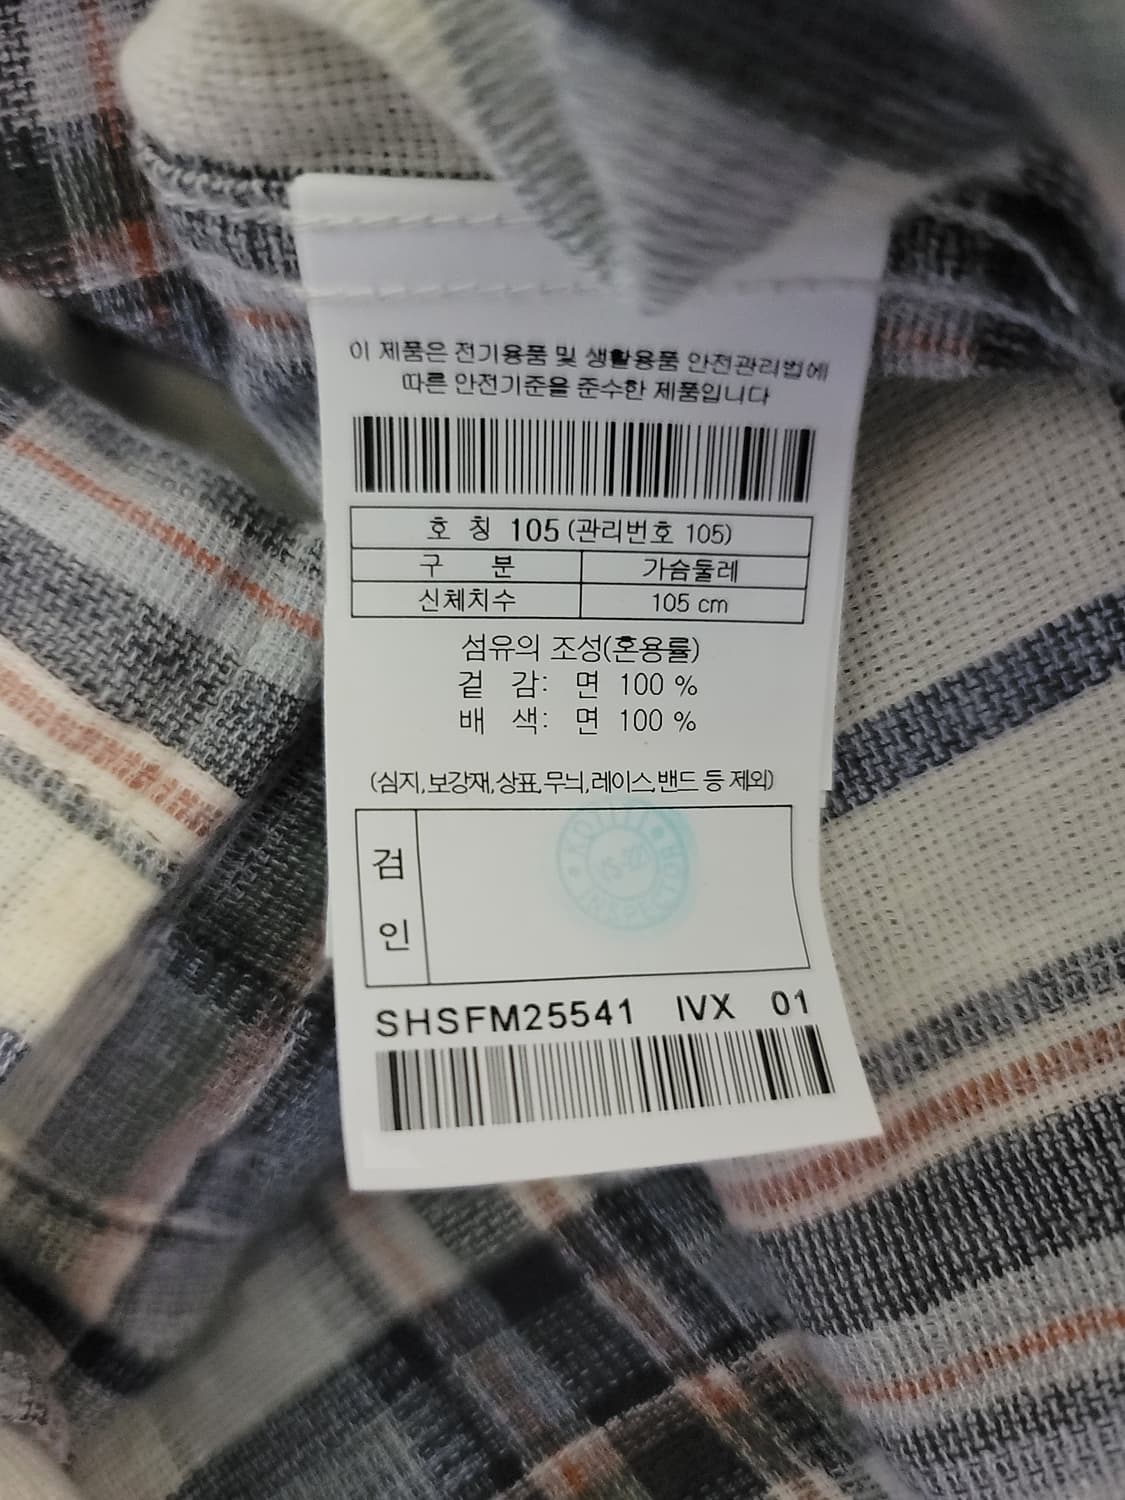 이 제품은 전기용품 및 생활용품 안전관리법에
따른 안전기준을 준수한 제품입니다
호 칭 105 (관리번호 105)
구 분 가슴둘레
신체치수 105 cm
섬유의 조성(혼용률)
겉 감: 면 100 %
배 색: 면 100 %
(심지,보강재,상표,무늬,레이스,밴드 등 제외)
검
인
SHSFM25541 IVX 01